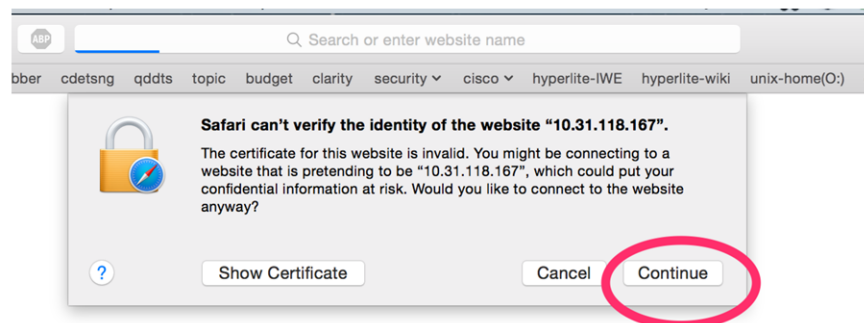 ABP
Search or enter website name
bber cdetsng qddts topic budget clarity security cisco hyperlite-IWE hyperlite-wiki unix-home(O:)
Safari can't verify the identity of the website “10.31.118.167”.
The certificate for this website is invalid. You might be connecting to a
website that is pretending to be “10.31.118.167”, which could put your
confidential information at risk. Would you like to connect to the website
anyway?
? Show Certificate Cancel Continue